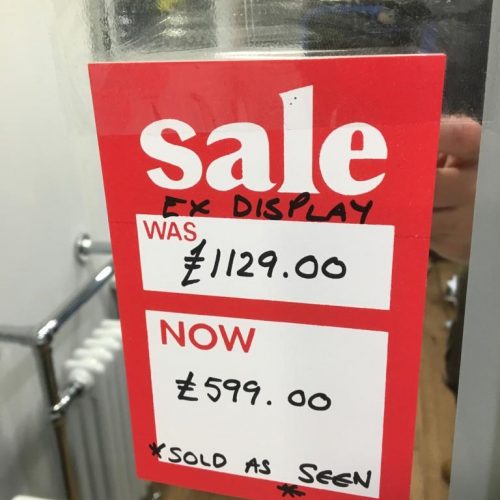 sale
EX DISPLAY
WAS
£1129.00
NOW
£599.00
*SOLD AS SEEN*